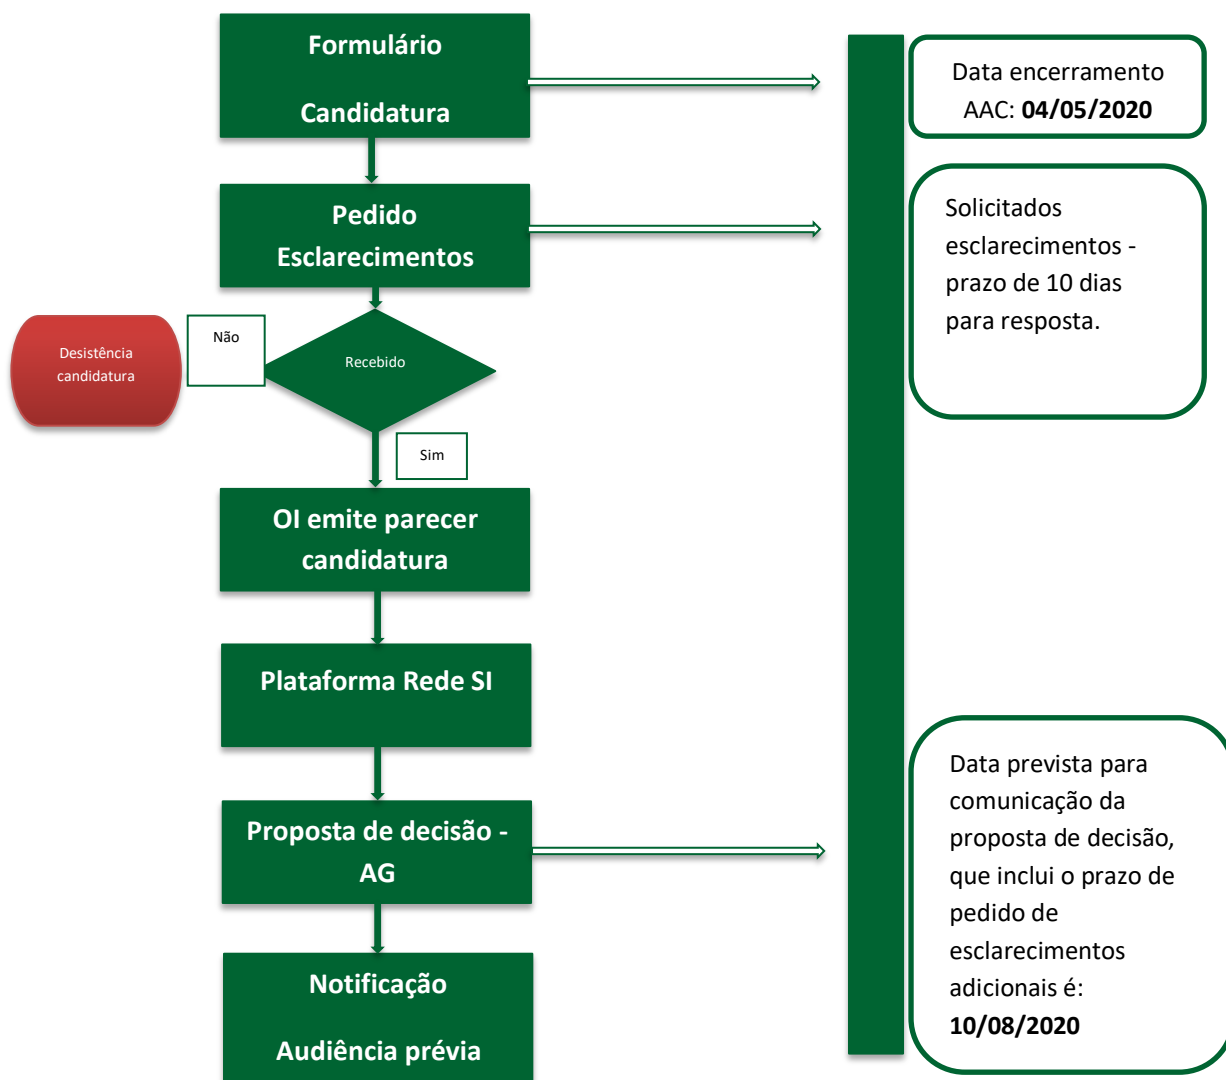 Formulário
Candidatura
Data encerramento
AAC: 04/05/2020
Pedido
Esclarecimentos
Solicitados
esclarecimentos -
prazo de 10 dias
para resposta.
Não
Desistência
candidatura
Recebido
Sim
OI emite parecer
candidatura
Plataforma Rede SI
Proposta de decisão -
AG
Data prevista para
comunicação da
proposta de decisão,
que inclui o prazo de
pedido de
esclarecimentos
adicionais é:
10/08/2020
Notificação
Audiência prévia